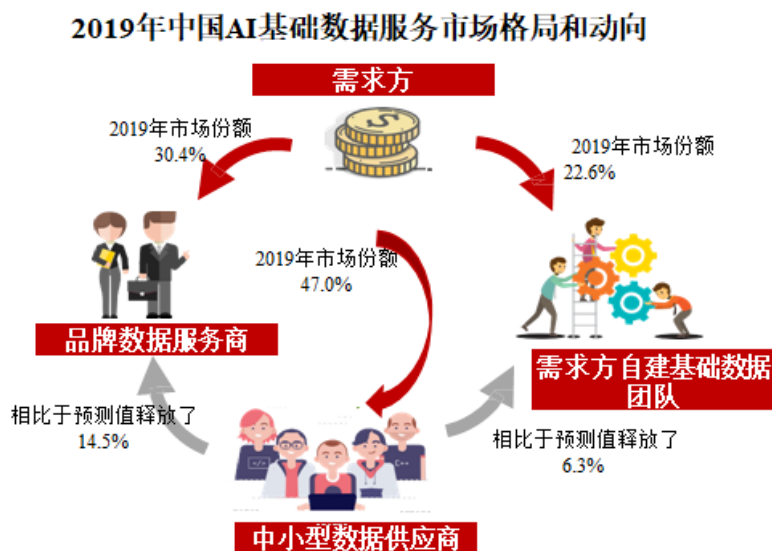 2019年中国AI基础数据服务市场格局和动向
需求方
2019年市场份额
30.4%
2019年市场份额
22.6%
2019年市场份额
47.0%
品牌数据服务商
需求方自建基础数据
团队
相比于预测值释放了
14.5%
相比于预测值释放了
6.3%
</>
C++
中小型数据供应商